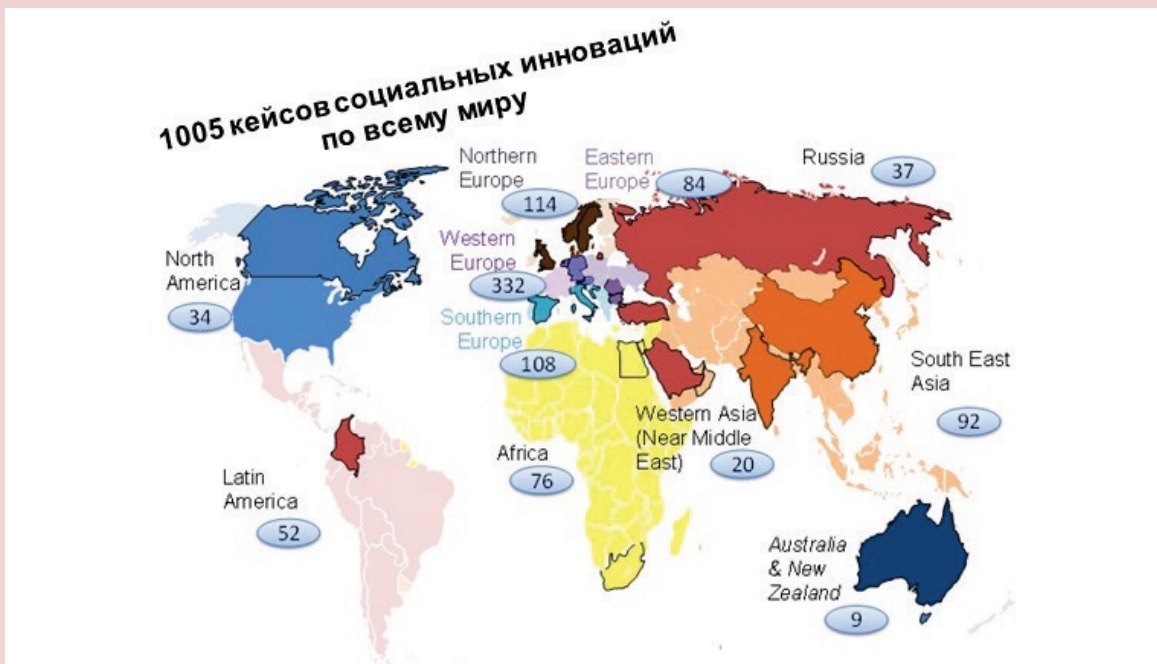 1005 кейсов социальных инноваций
по всему миру
Northern
Europe
114
Eastern
Europe
84
Russia
37
North
America
34
Western
Europe
332
Southern
Europe
108
South East
Asia
92
Western Asia
(Near Middle
East)
20
Africa
76
Latin
America
52
Australia
& New
Zealand
9